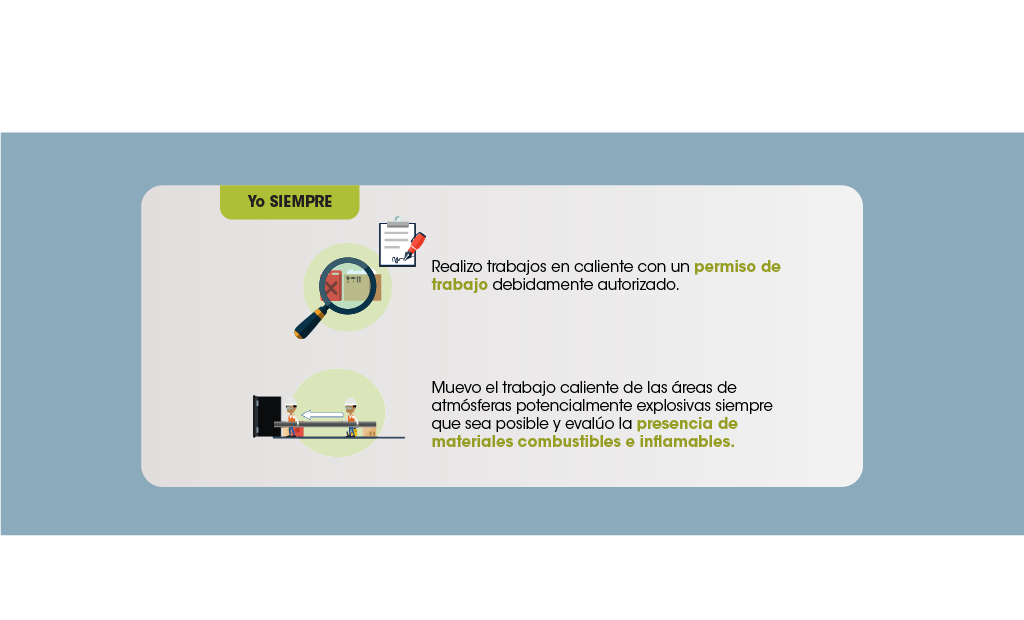 Yo SIEMPRE
Realizo trabajos en caliente con un permiso de
trabajo debidamente autorizado.
Muevo el trabajo caliente de las áreas de
atmósferas potencialmente explosivas siempre
que sea posible y evalúo la presencia de
materiales combustibles e inflamables.